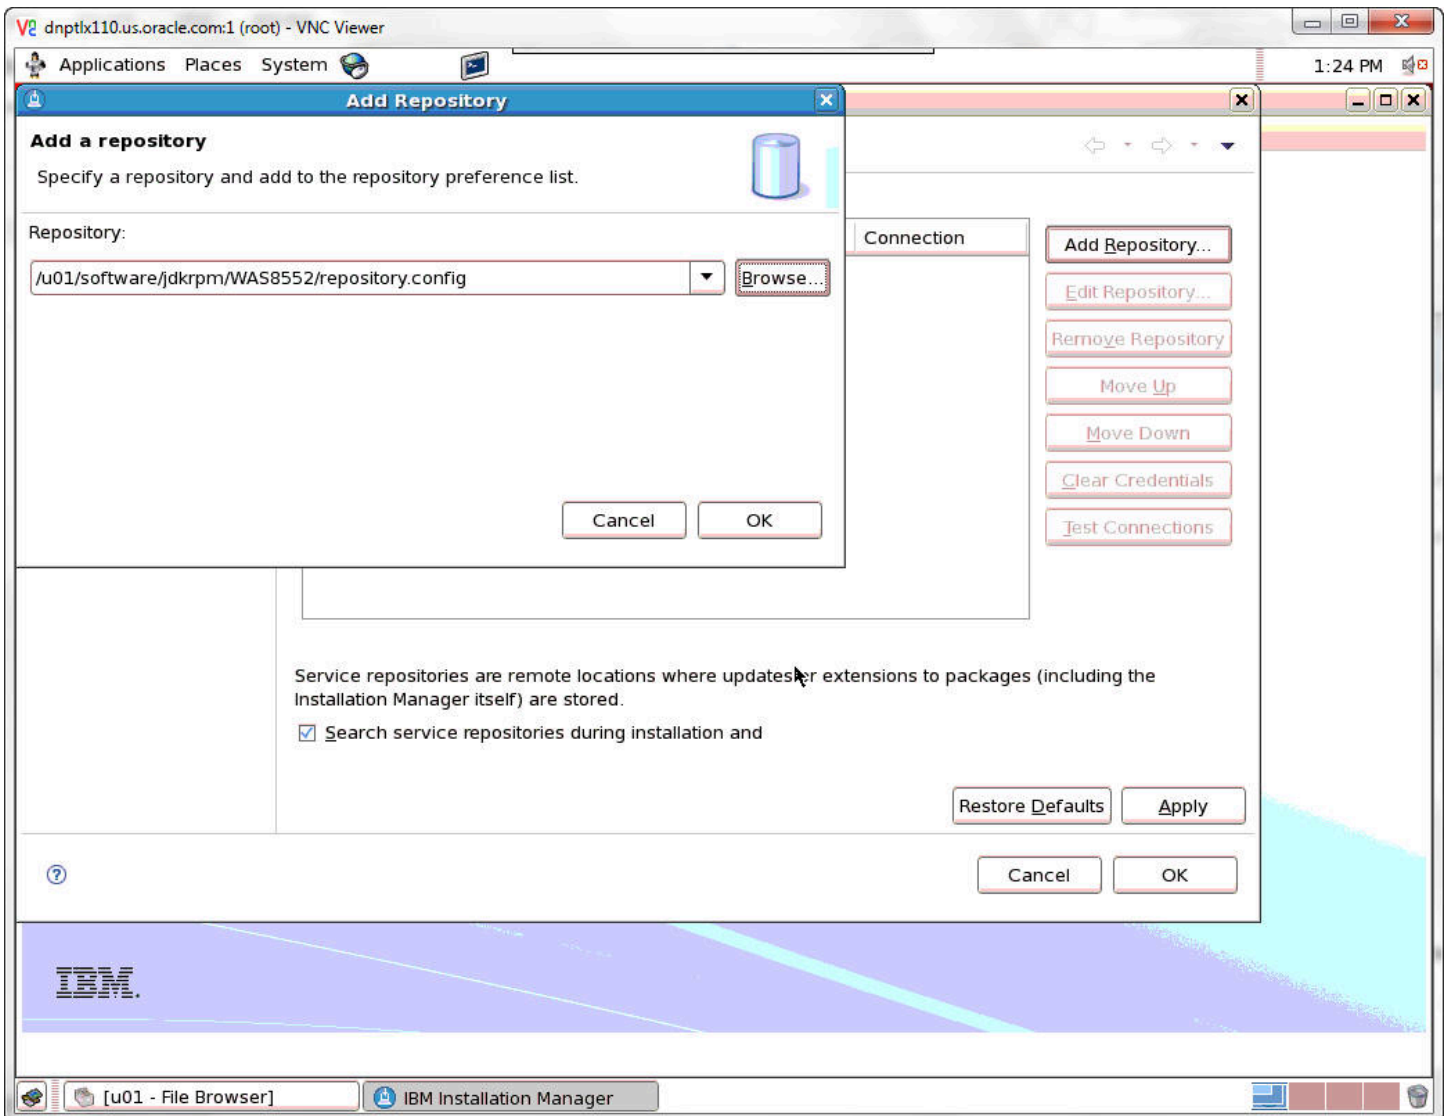 dnptlx110.us.oracle.com:1 (root) - VNC Viewer
Applications Places System
1:24 PM
Add Repository
Add a repository
Specify a repository and add to the repository preference list.
Repository:
/u01/software/jdkrpm/WAS8552/repository.config
Browse...
Cancel
OK
Connection
Add Repository...
Edit Repository...
Remove Repository
Move Up
Move Down
Clear Credentials
Test Connections
Service repositories are remote locations where updates or extensions to packages (including the
Installation Manager itself) are stored.
Search service repositories during installation and
Restore Defaults
Apply
Cancel
OK
IBM.
[u01 - File Browser]
IBM Installation Manager